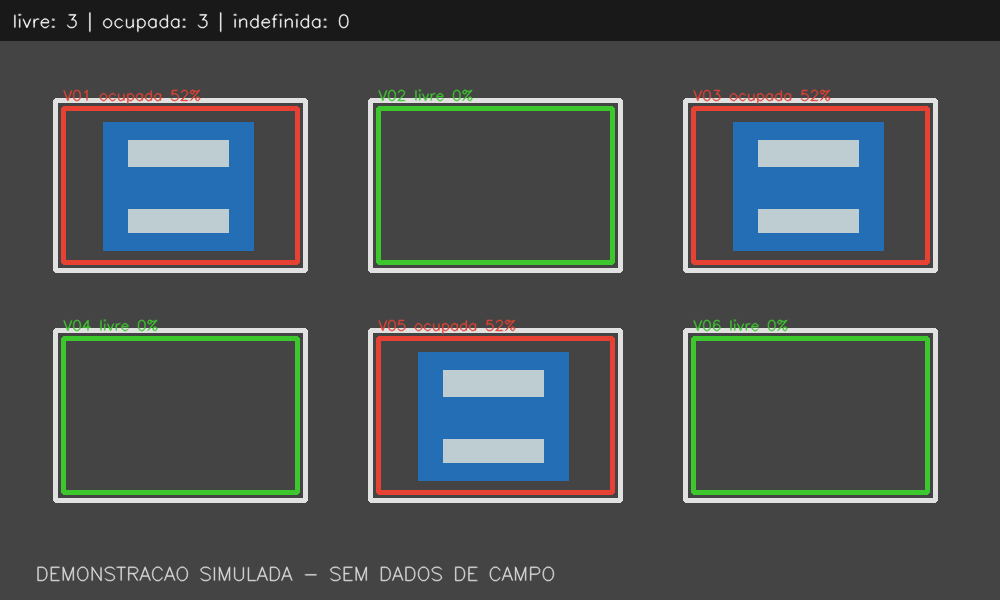 livre: 3 | ocupada: 3 | indefinida: 0
V01 ocupada 52%
V02 livre 0%
V03 ocupada 52%
V04 livre 0%
V05 ocupada 52%
V06 livre 0%
DEMONSTRACAO SIMULADA — SEM DADOS DE CAMPO